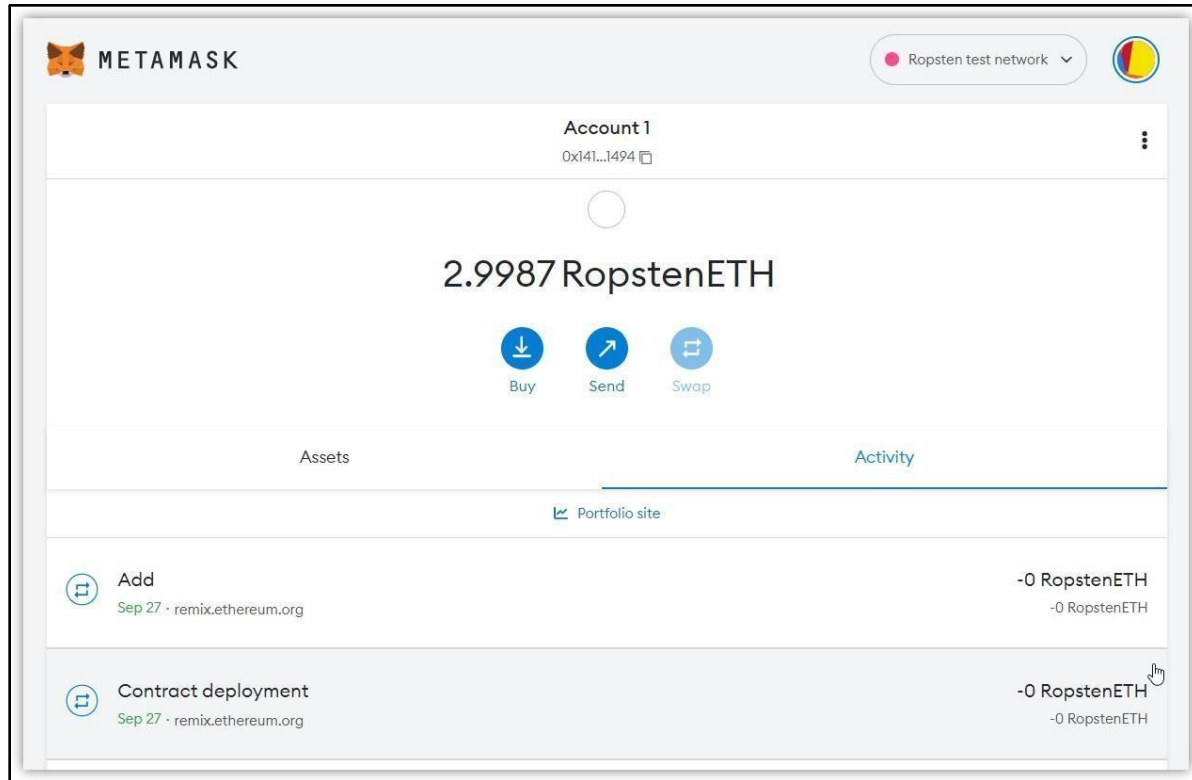 METAMASK
Ropsten test network
Account 1
0x141...1494
2.9987 RopstenETH
Buy
Send
Swap
Assets
Activity
Portfolio site
Add
-0 RopstenETH
Sep 27 · remix.ethereum.org
-0 RopstenETH
Contract deployment
-0 RopstenETH
Sep 27 · remix.ethereum.org
-0 RopstenETH